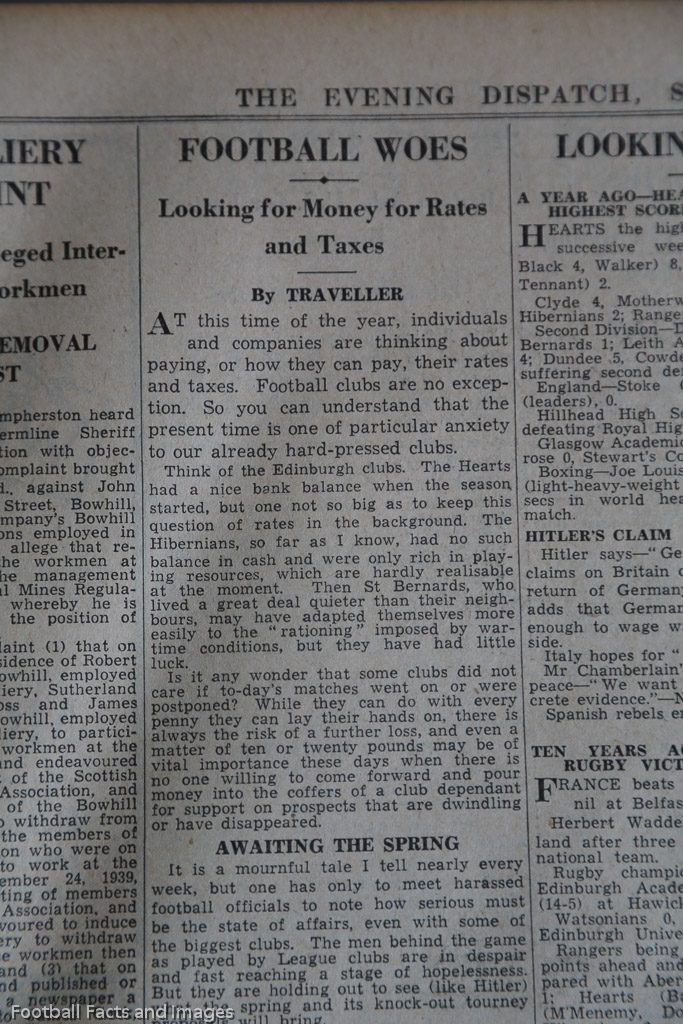 THE EVENING DISPATCH, S
LIERY
INT
eged Inter-
orkmen
EMOVAL
ST
mpherston heard
ermline Sheriff
tion with objec-
omplaint brought
d., against John
Street, Bowhill,
mpany's Bowhill
ons employed in
allege that re-
the workmen at
he management
al Mines Regula-
whereby he is
the position of
laint (1) that on
sidence of Robert
owhill, employed
liery, Sutherland
oss and James
owhill, employed
liery, to partici-
workmen at the
and endeavoured
of the Scottish
Association, and
of the Bowhill
o withdraw from
the members of
on who were on
to work at the
ember 24, 1939,
ting of members
Association, and
voured to induce
ery to withdraw
e workmen then
and (3) that on
d published or
a newspaper a
FOOTBALL WOES
Looking for Money for Rates
and Taxes
By TRAVELLER
AT this time of the year, individuals
and companies are thinking about
paying, or how they can pay, their rates
and taxes. Football clubs are no excep-
tion. So you can understand that the
present time is one of particular anxiety
to our already hard-pressed clubs.
Think of the Edinburgh clubs. The Hearts
had a nice bank balance when the season
started, but one not so big as to keep this
question of rates in the background. The
Hibernians, so far as I know, had no such
balance in cash and were only rich in play-
ing resources, which are hardly realisable
at the moment. Then St Bernards, who
lived a great deal quieter than their neigh-
bours, may have adapted themselves more
easily to the "rationing" imposed by war-
time conditions, but they have had little
luck.
Is it any wonder that some clubs did not
care if to-day's matches went on or were
postponed? While they can do with every
penny they can lay their hands on, there is
always the risk of a further loss, and even a
matter of ten or twenty pounds may be of
vital importance these days when there is
no one willing to come forward and pour
money into the coffers of a club dependant
for support on prospects that are dwindling
or have disappeared.
AWAITING THE SPRING
It is a mournful tale I tell nearly every
week, but one has only to meet harassed
football officials to note how serious must
be the state of affairs, even with some of
the biggest clubs. The men behind the game
as played by League clubs are in despair
and fast reaching a stage of hopelessness.
But they are holding out to see (like Hitler)
what the spring and its knock-out tourney
will bring.
LOOKIN
A YEAR AGO—HEA
HIGHEST SCOR
HEARTS the hig
successive wee
Black 4, Walker) 8,
Tennant) 2.
Clyde 4, Motherw
Hibernians 2; Range
Second Division—D
Bernards 1; Leith A
4; Dundee 5, Cowde
suffering second de
England—Stoke
(leaders), 0.
Hillhead High S
defeating Royal Hig
Glasgow Academic
rose 0, Stewart's Co
Boxing—Joe Louis
(light-heavy-weight
secs in world hea
match.
HITLER'S CLAIM
Hitler says—"Ge
claims on Britain
return of German
adds that German
enough to wage w
side.
Italy hopes for "
Mr Chamberlain'
peace—"We want
crete evidence."—N
Spanish rebels e
TEN YEARS A
RUGBY VICT
FRANCE beats
nil at Belfas
Herbert Wadde
land after three
national team.
Rugby champi
Edinburgh Acade
(14-5) at Hawick
Watsonians 0,
Edinburgh Unive
Rangers being
points ahead and
pared with Aber
1; Hearts (Ba
(M'Menemy, Do
Football Facts and Images